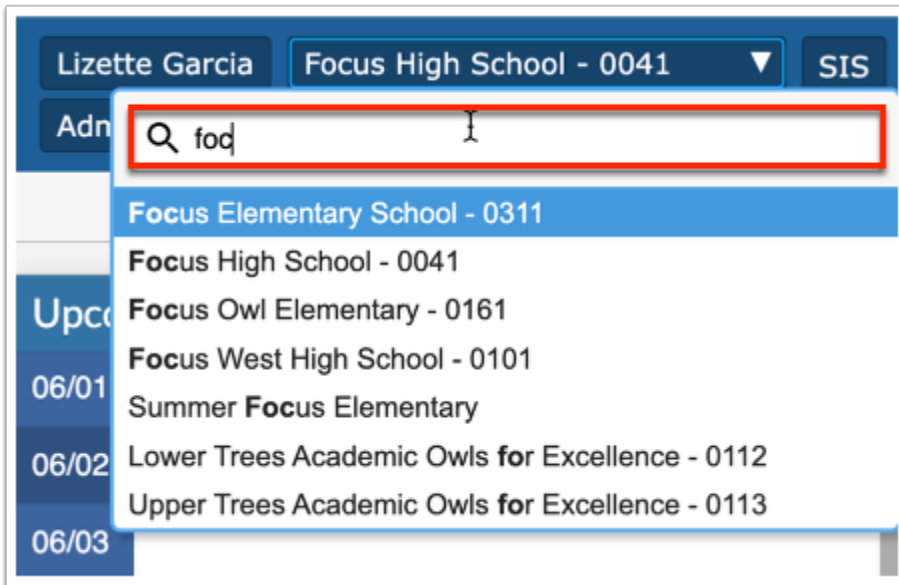 Lizette Garcia Focus High School - 0041 ▼ SIS
Adm
foc
Focus Elementary School - 0311
Focus High School - 0041
Focus Owl Elementary - 0161
Upco
Focus West High School - 0101
06/01
Summer Focus Elementary
06/02
Lower Trees Academic Owls for Excellence - 0112
Upper Trees Academic Owls for Excellence - 0113
06/03